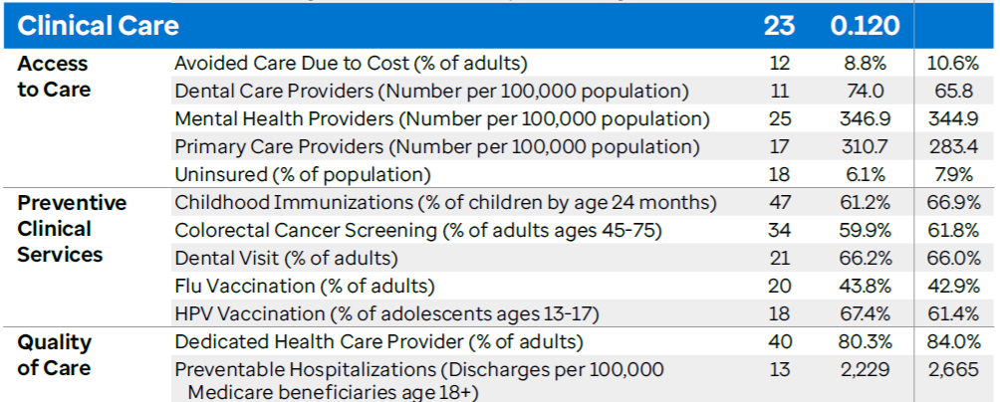 Clinical Care 23 0.120
Access to Care
Avoided Care Due to Cost (% of adults) 12 8.8% 10.6%
Dental Care Providers (Number per 100,000 population) 11 74.0 65.8
Mental Health Providers (Number per 100,000 population) 25 346.9 344.9
Primary Care Providers (Number per 100,000 population) 17 310.7 283.4
Uninsured (% of population) 18 6.1% 7.9%
Preventive Clinical Services
Childhood Immunizations (% of children by age 24 months) 47 61.2% 66.9%
Colorectal Cancer Screening (% of adults ages 45-75) 34 59.9% 61.8%
Dental Visit (% of adults) 21 66.2% 66.0%
Flu Vaccination (% of adults) 20 43.8% 42.9%
HPV Vaccination (% of adolescents ages 13-17) 18 67.4% 61.4%
Quality of Care
Dedicated Health Care Provider (% of adults) 40 80.3% 84.0%
Preventable Hospitalizations (Discharges per 100,000 13 2,229 2,665
Medicare beneficiaries age 18+)